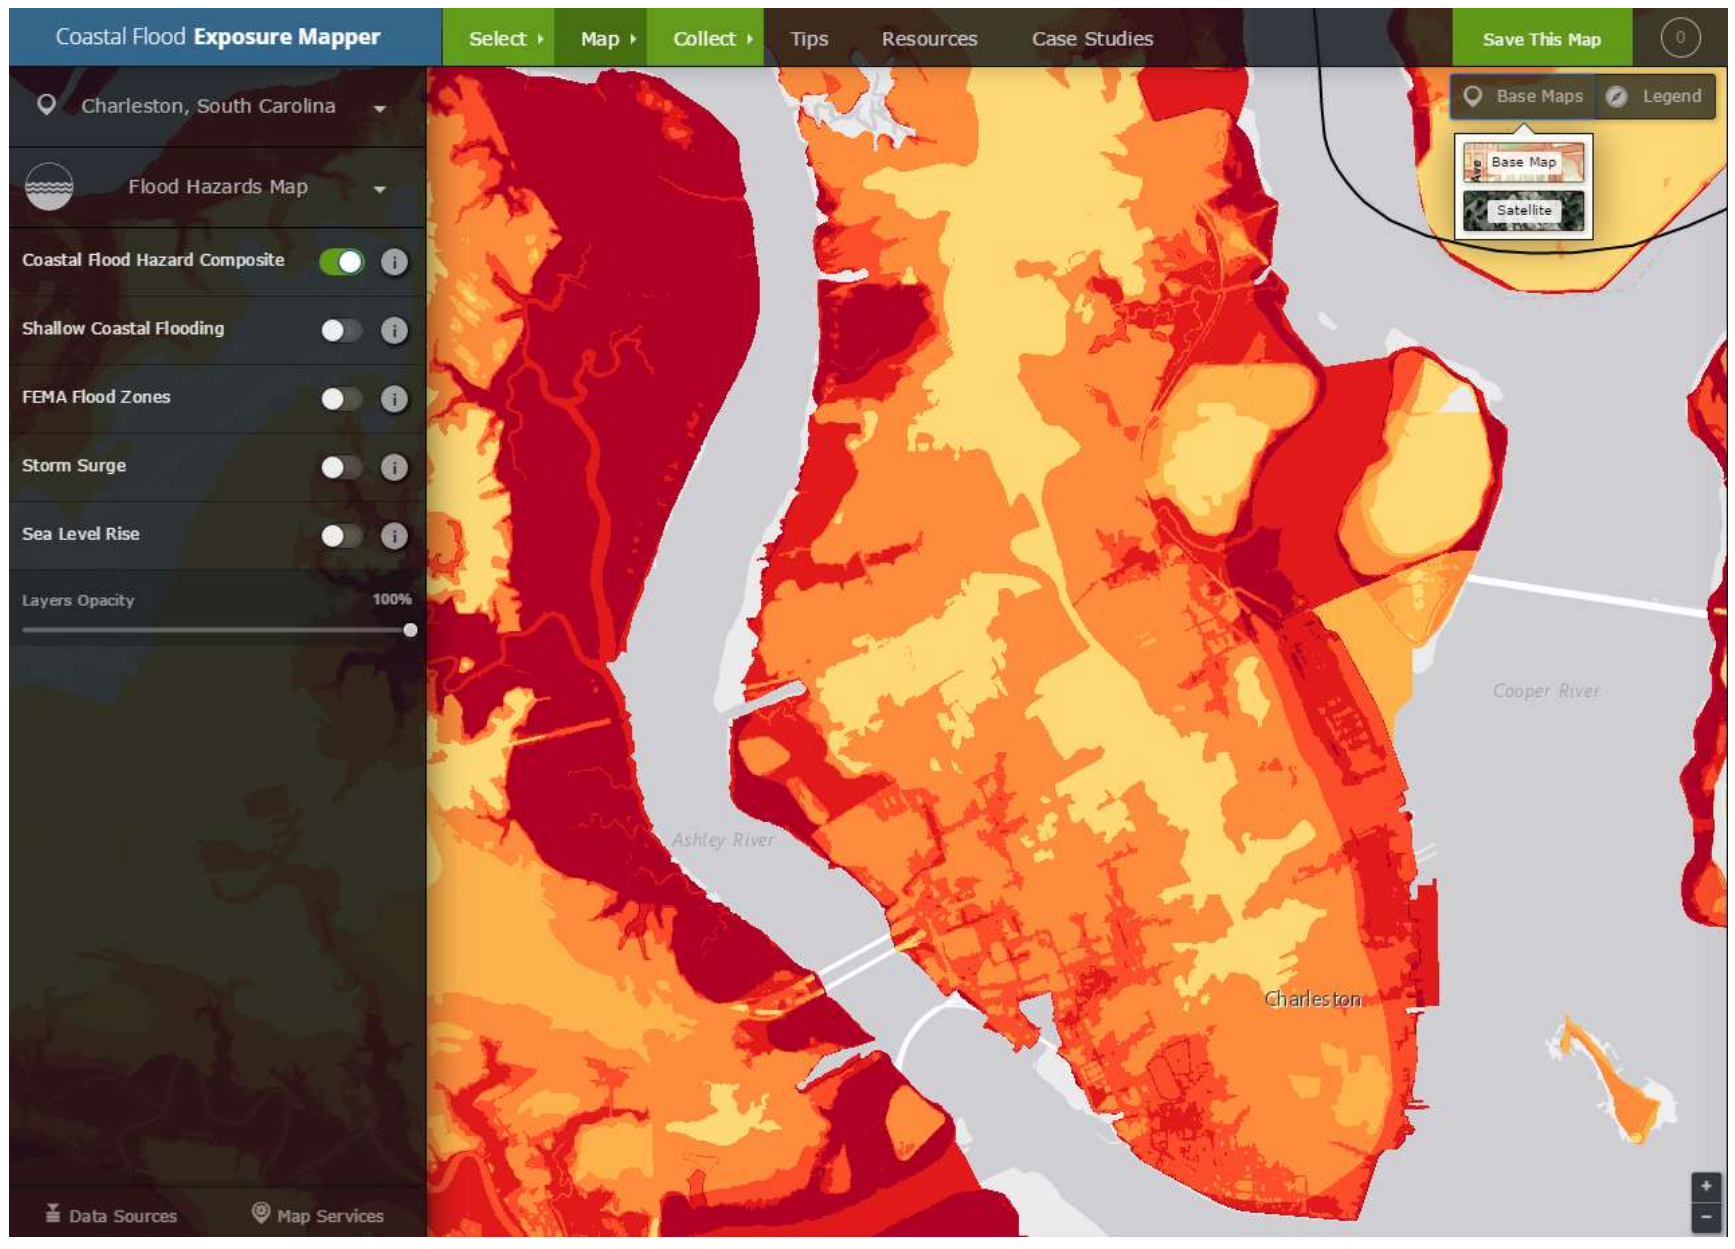 Coastal Flood Exposure Mapper
Select
Map
Collect
Tips
Resources
Case Studies
Save This Map
0
Charleston, South Carolina
Flood Hazards Map
Coastal Flood Hazard Composite
i
Shallow Coastal Flooding
i
FEMA Flood Zones
i
Storm Surge
i
Sea Level Rise
i
Layers Opacity 100%
Data Sources
Map Services
Base Maps
Legend
Ave
Base Map
Satellite
Cooper River
Ashley River
Charleston
+
−